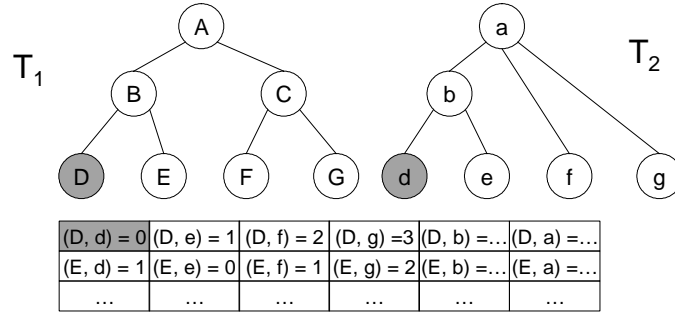 A a
T1 T2
B C b
D E F G d e f g
(D, d) = 0 (D, e) = 1 (D, f) = 2 (D, g) =3 (D, b) =... (D, a) =...
(E, d) = 1 (E, e) = 0 (E, f) = 1 (E, g) = 2 (E, b) =... (E, a) =...
... ... ... ... ... ...